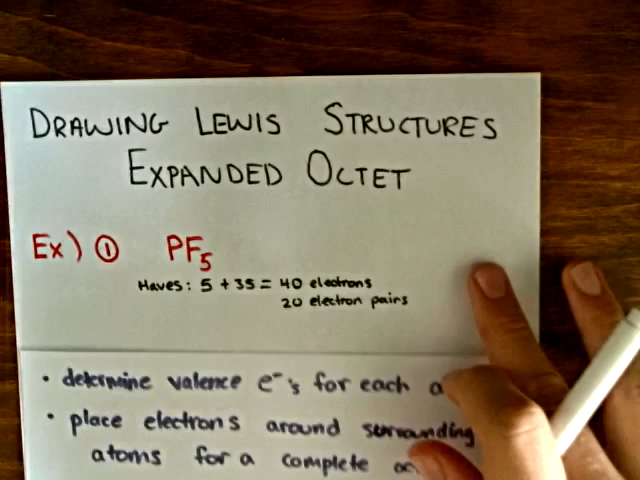 DRAWING LEWIS STRUCTURES
EXPANDED OCTET
Ex) ① PF5
HAVES: 5 + 35 = 40 electrons
20 electron pairs
• determine valence e⁻'s for each
• place electrons around surrounding
atoms for a complete